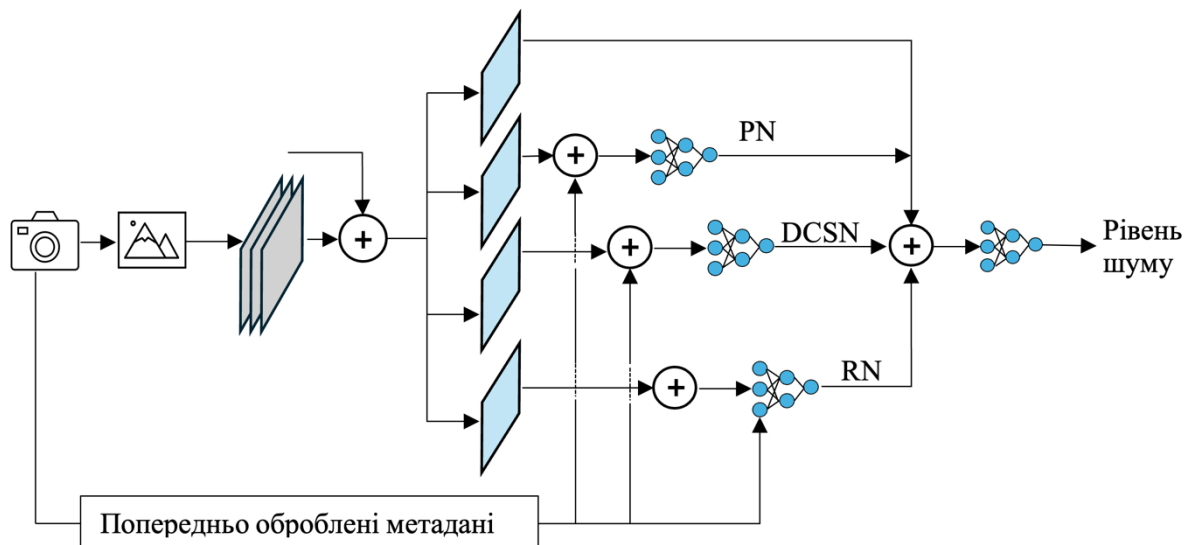 PN
DCSN
Рівень
шуму
RN
Попередньо оброблені метадані